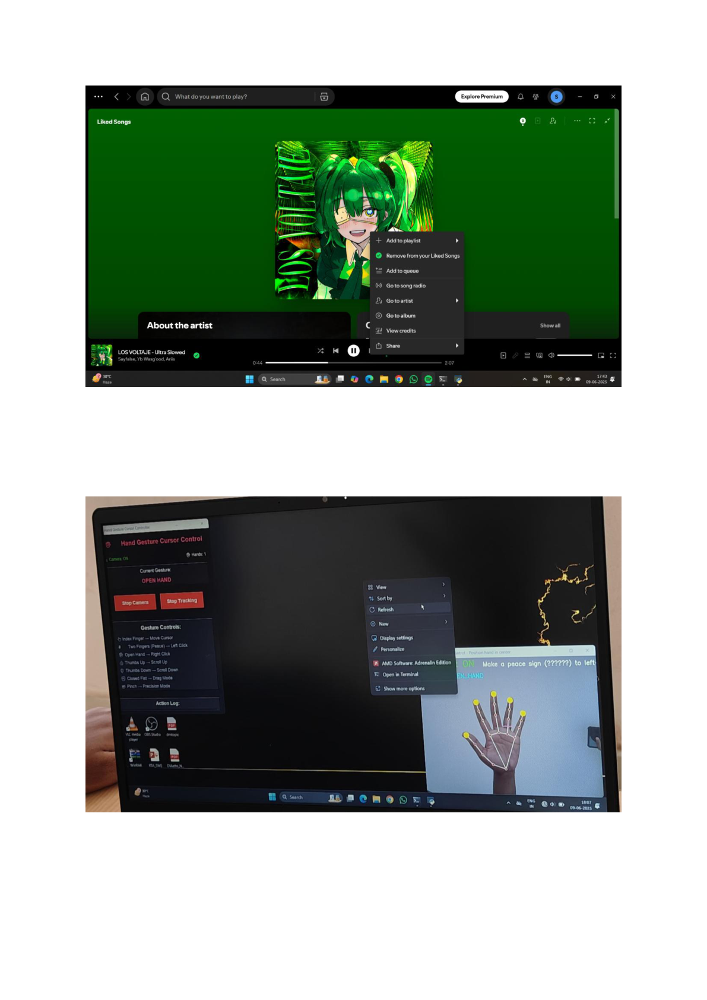 What do you want to play?
Explore Premium
S
Liked Songs
LOS VOLTAJE
Add to playlist
Remove from your Liked Songs
Add to queue
Go to song radio
Go to artist
Go to album
View credits
Share
About the artist
C
Show all
LOS VOLTAJE - Ultra Slowed
Sayfalse, Yb Wasg'ood, Ariis
0:44
2:07
30°C
Haze
Search
ENG
IN
17:43
09-06-2025
Hand Gesture Cursor Controller
Hand Gesture Cursor Control
Camera: ON
Hands: 1
Current Gesture:
OPEN HAND
Stop Camera
Stop Tracking
Gesture Controls:
Index Finger → Move Cursor
Two Fingers (Peace) → Left Click
Open Hand → Right Click
Thumbs Up → Scroll Up
Thumbs Down → Scroll Down
Closed Fist → Drag Mode
Pinch → Precision Mode
Action Log:
View
Sort by
Refresh
New
Display settings
Personalize
AMD Software: Adrenalin Edition
Open in Terminal
Show more options
Position hand in center
ON Make a peace sign (??????) to left
EN_HAND
VLC media
player
OBS Studio
PDF
WinRAR
PDF
Haze
Search
ENG
IN
18:07
09-06-2025